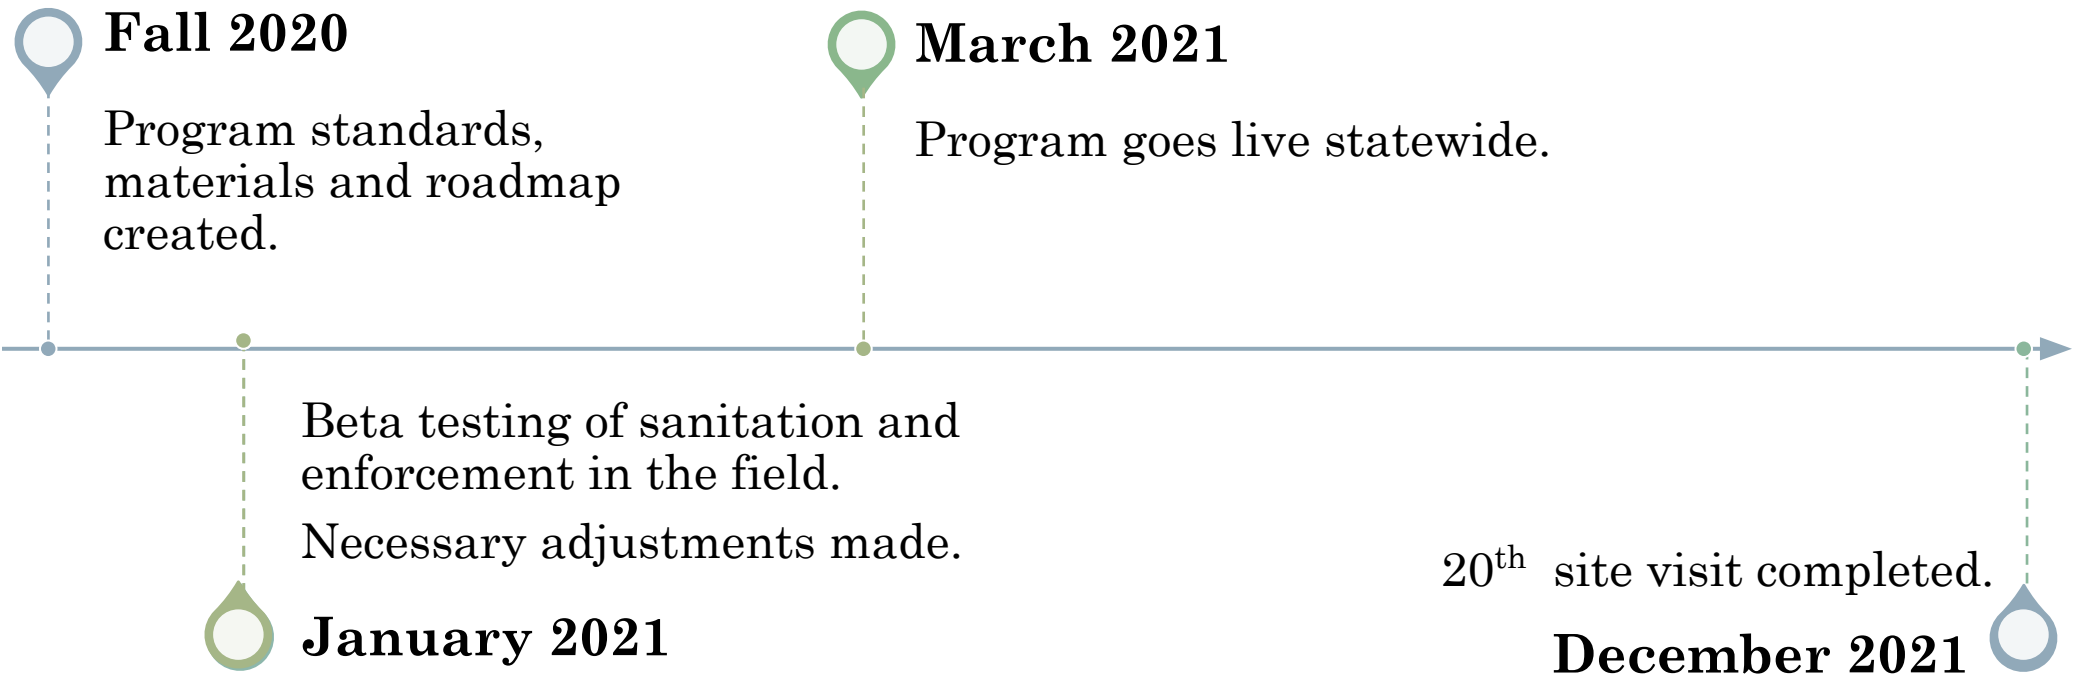 Fall 2020
Program standards,
materials and roadmap
created.
March 2021
Program goes live statewide.
Beta testing of sanitation and
enforcement in the field.
Necessary adjustments made.
January 2021
20th site visit completed.
December 2021